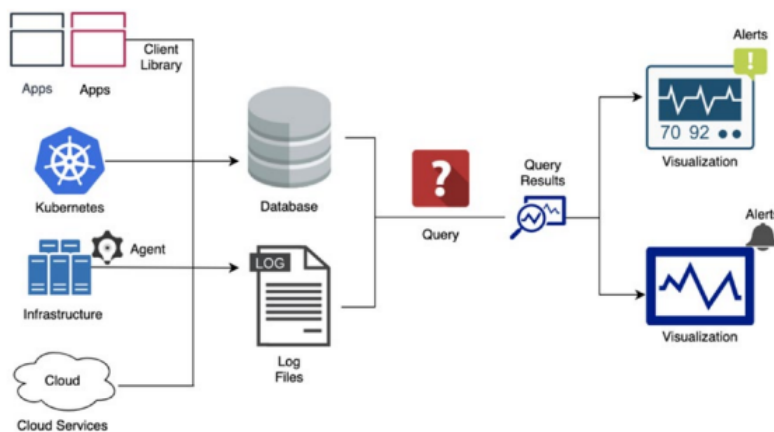 Apps
Apps
Client
Library
Kubernetes
Agent
Infrastructure
Cloud
Cloud Services
Database
LOG
Log
Files
?
Query
Query
Results
Alerts
!
70 92
Visualization
Alerts
Visualization